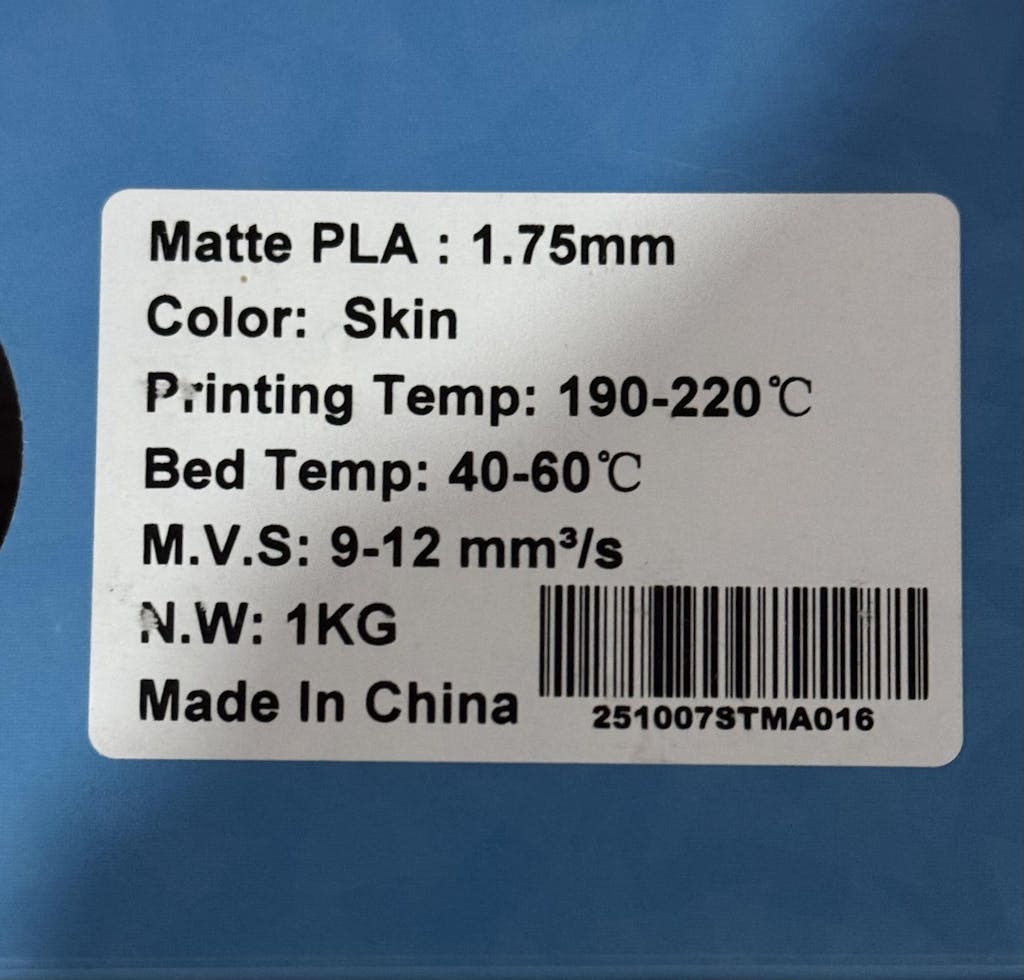 Matte PLA : 1.75mm
Color: Skin
Printing Temp: 190-220℃
Bed Temp: 40-60℃
M.V.S: 9-12 mm³/s
N.W: 1KG
Made In China
251007STMA016